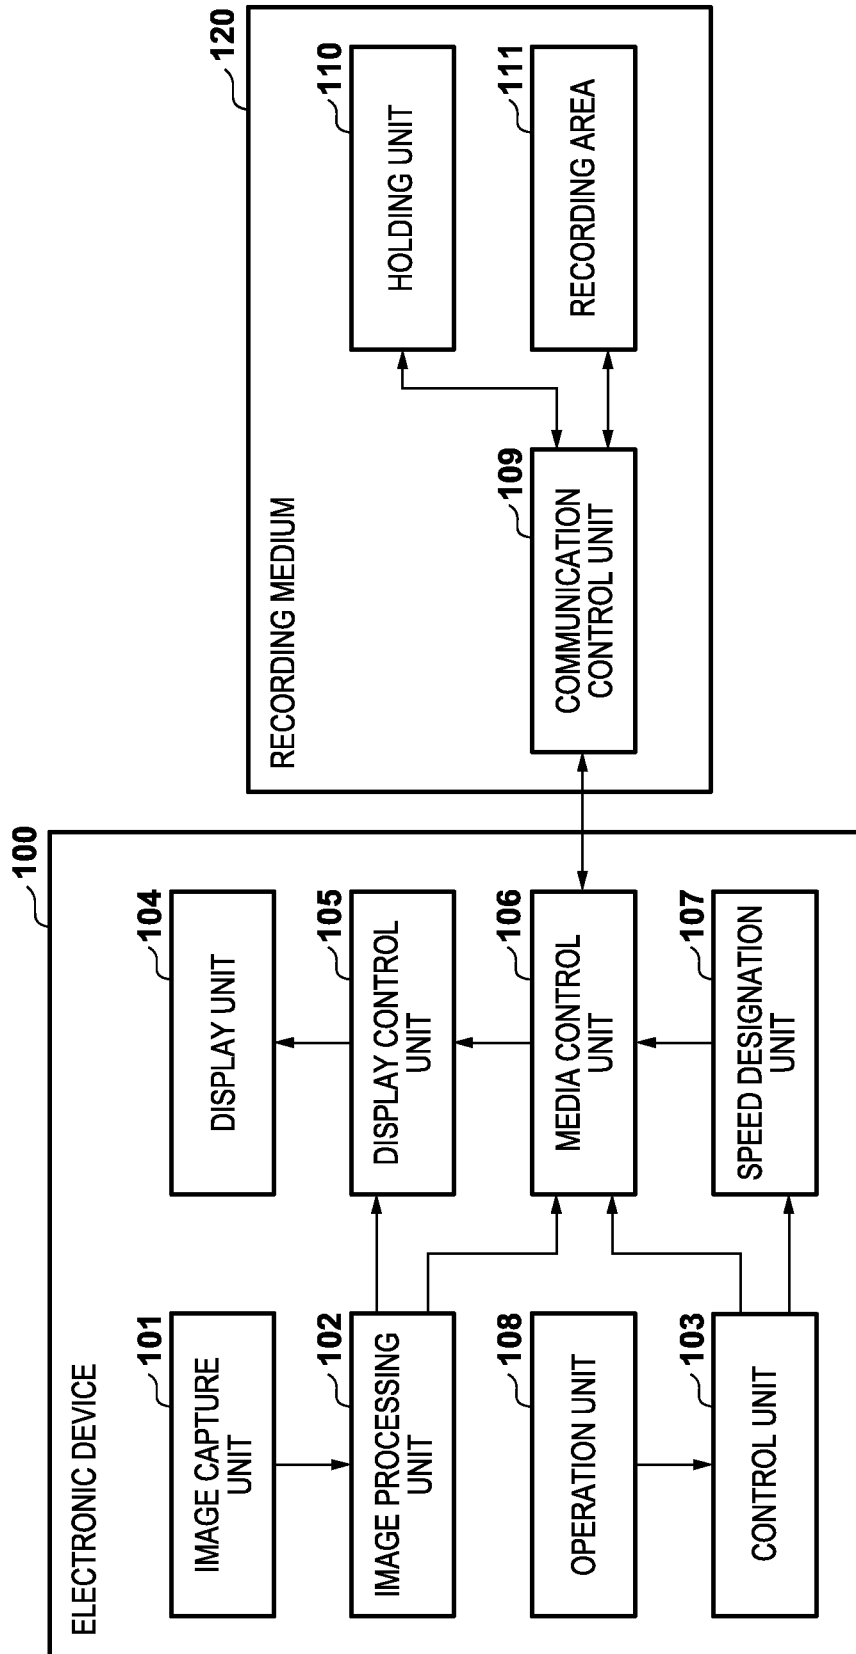 100
ELECTRONIC DEVICE
101
IMAGE CAPTURE
UNIT
104
DISPLAY UNIT
102
IMAGE PROCESSING
UNIT
105
DISPLAY CONTROL
UNIT
108
OPERATION UNIT
106
MEDIA CONTROL
UNIT
103
CONTROL UNIT
107
SPEED DESIGNATION
UNIT
120
RECORDING MEDIUM
110
HOLDING UNIT
109
COMMUNICATION
CONTROL UNIT
111
RECORDING AREA